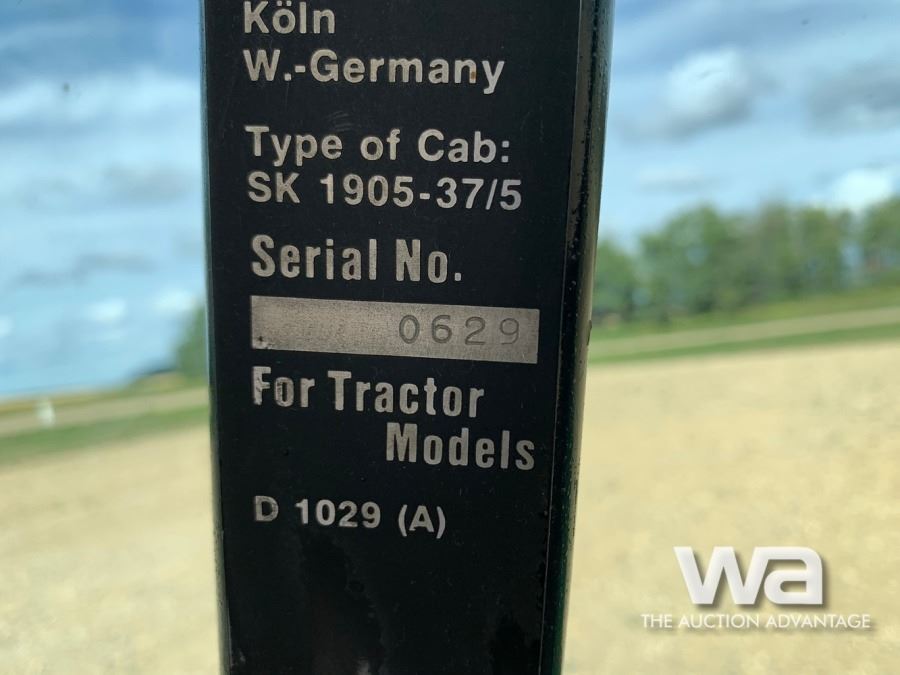 Köln
W.-Germany
Type of Cab:
SK 1905-37/5
Serial No.
0629
For Tractor
Models
D 1029 (A)
wa
THE AUCTION ADVANTAGE